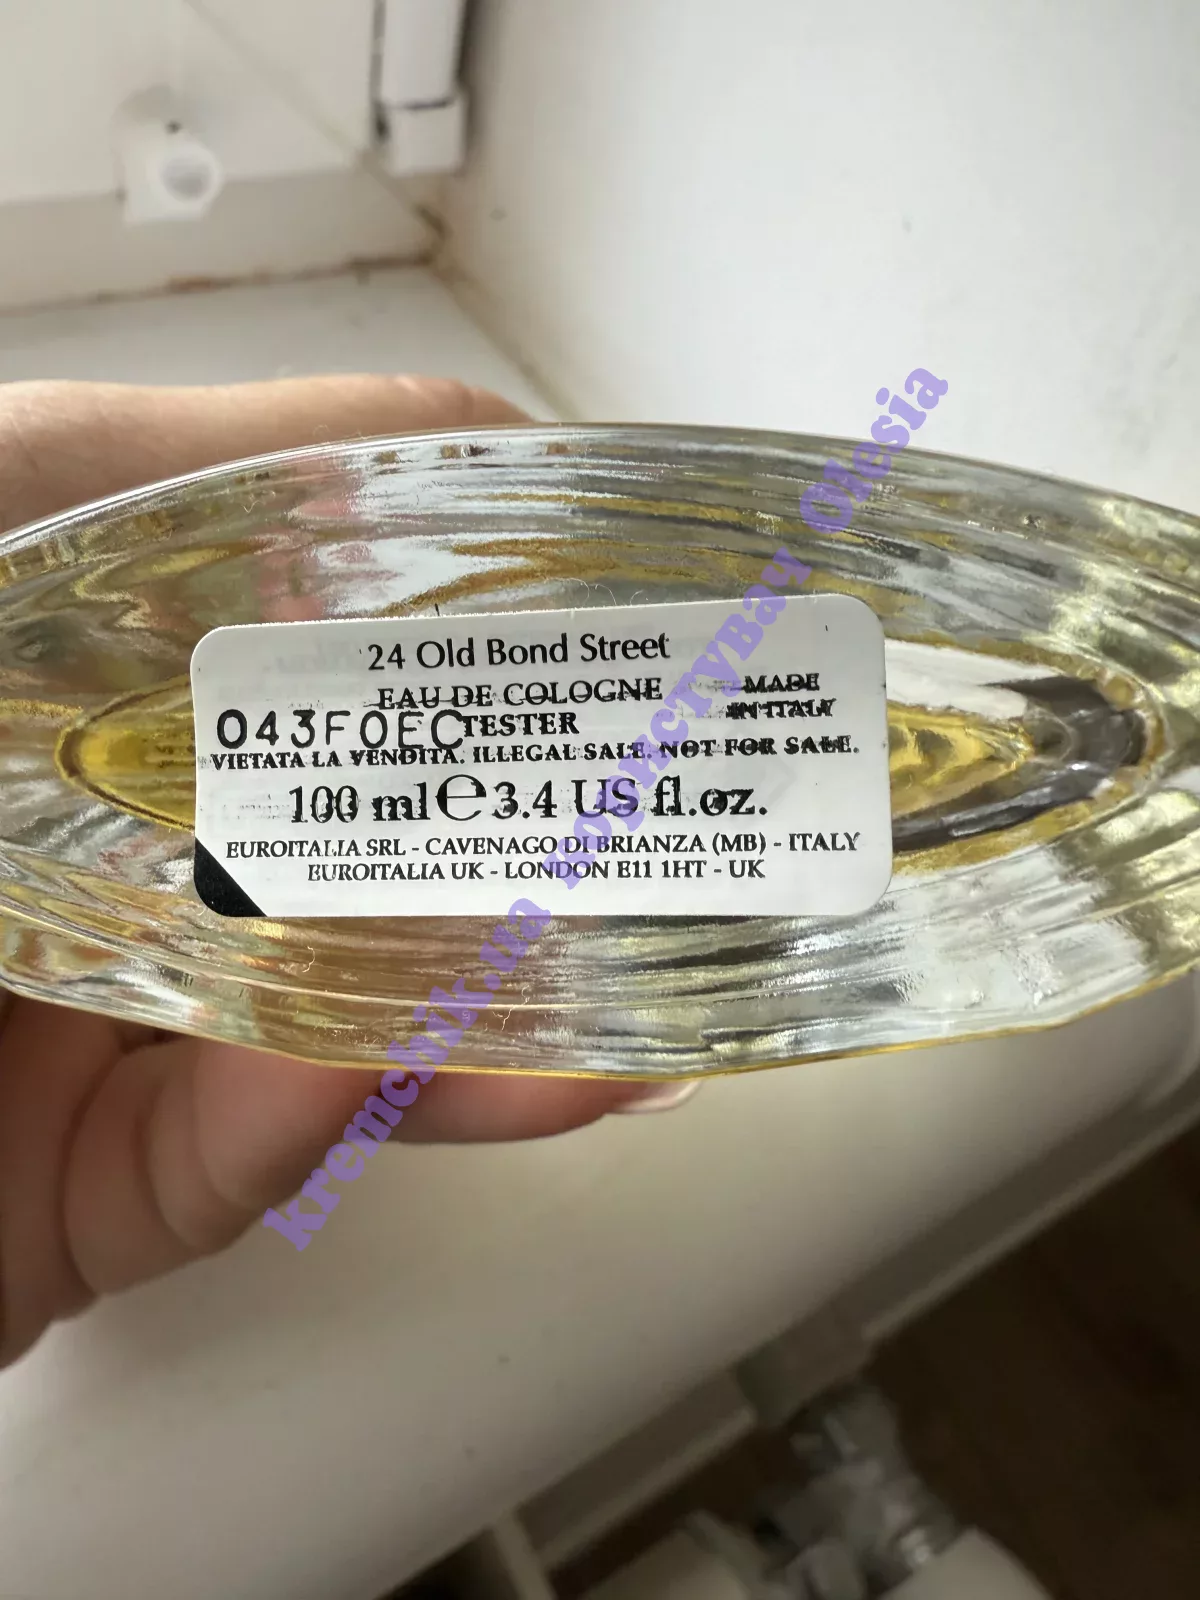 24 Old Bond Street
EAU DE COLOGNE
MADE
IN ITALY
043F0EC TESTER
VIETATA LA VENDITA. ILLEGAL SALE. NOT FOR SALE.
100 ml ℮ 3.4 US fl.oz.
EUROITALIA SRL - CAVENAGO DI BRIANZA (MB) - ITALY
EUROITALIA UK - LONDON E11 1HT - UK
kremchik.ua КористуВач Olesia